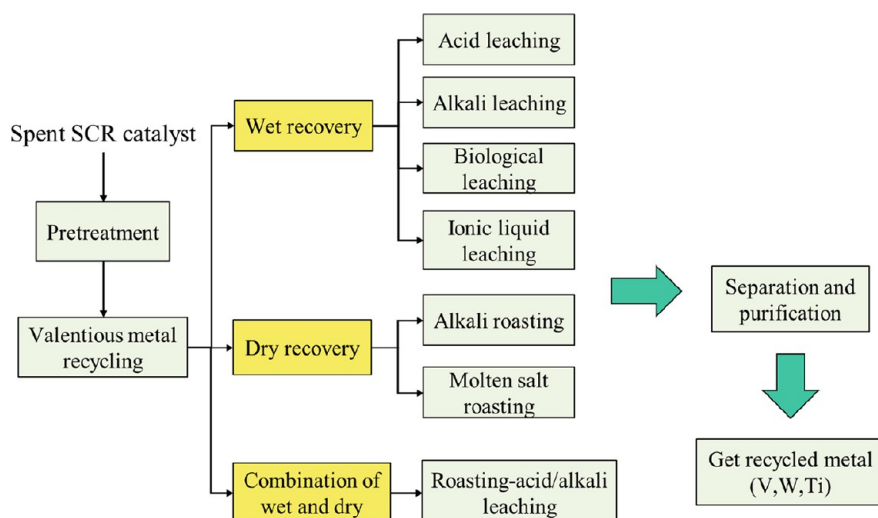 Spent SCR catalyst
Pretreatment
Valentious metal
recycling
Wet recovery
Dry recovery
Combination of
wet and dry
Acid leaching
Alkali leaching
Biological
leaching
Ionic liquid
leaching
Alkali roasting
Molten salt
roasting
Roasting-acid/alkali
leaching
Separation and
purification
Get recycled metal
(V,W,Ti)